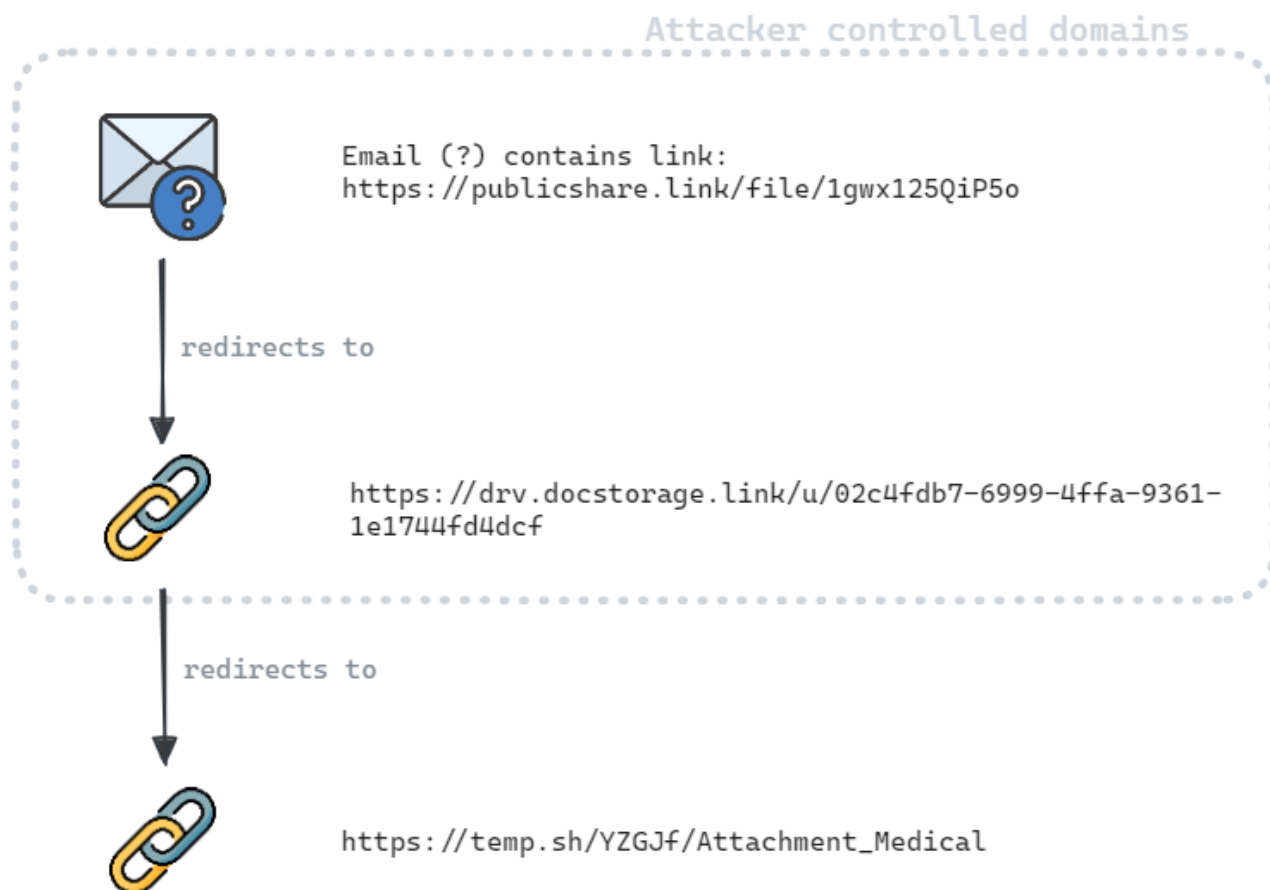 Attacker controlled domains
Email (?) contains link:
https://publicshare.link/file/1gwx125QiP5o
redirects to
https://drv.docstorage.link/u/02c4fdb7-6999-4ffa-9361-
1e1744fd4dcf
redirects to
https://temp.sh/YZGJf/Attachment_Medical